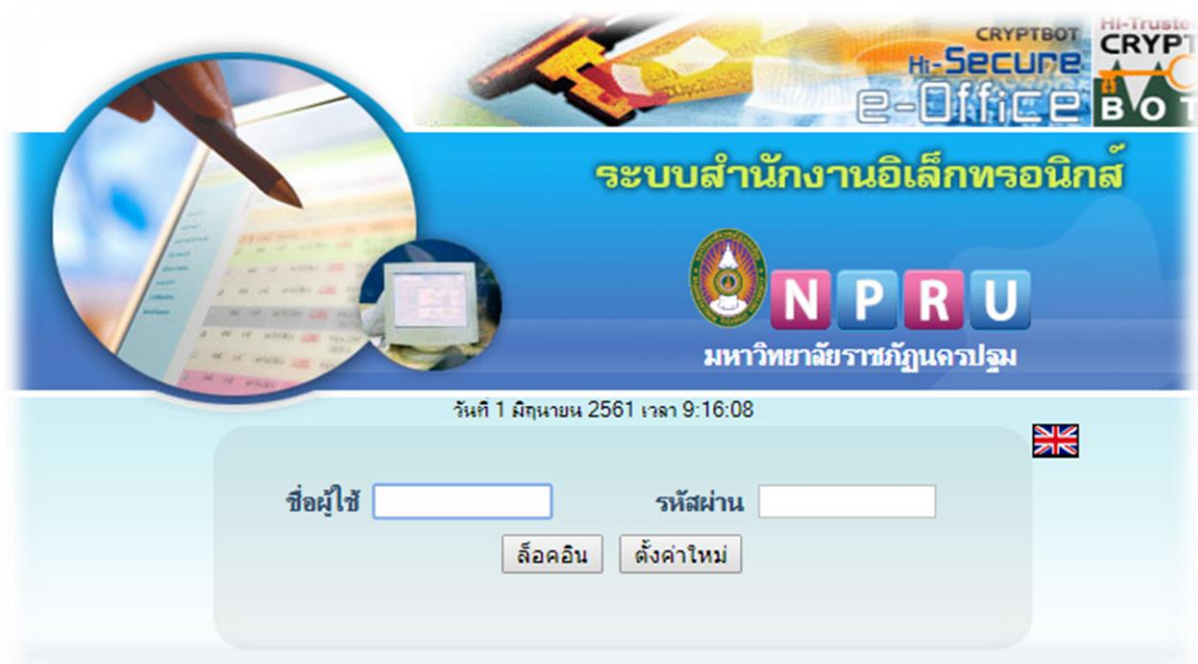 CRYPTBOT
Hi-Secure
e-Office
Hi-Truste
CRYPT
BOT
ระบบสำนักงานอิเล็กทรอนิกส์
NPRU
มหาวิทยาลัยราชภัฏนครปฐม
วันที่ 1 มิถุนายน 2561 เวลา 9:16:08
ชื่อผู้ใช้ รหัสผ่าน
ล็อคอิน ตั้งค่าใหม่